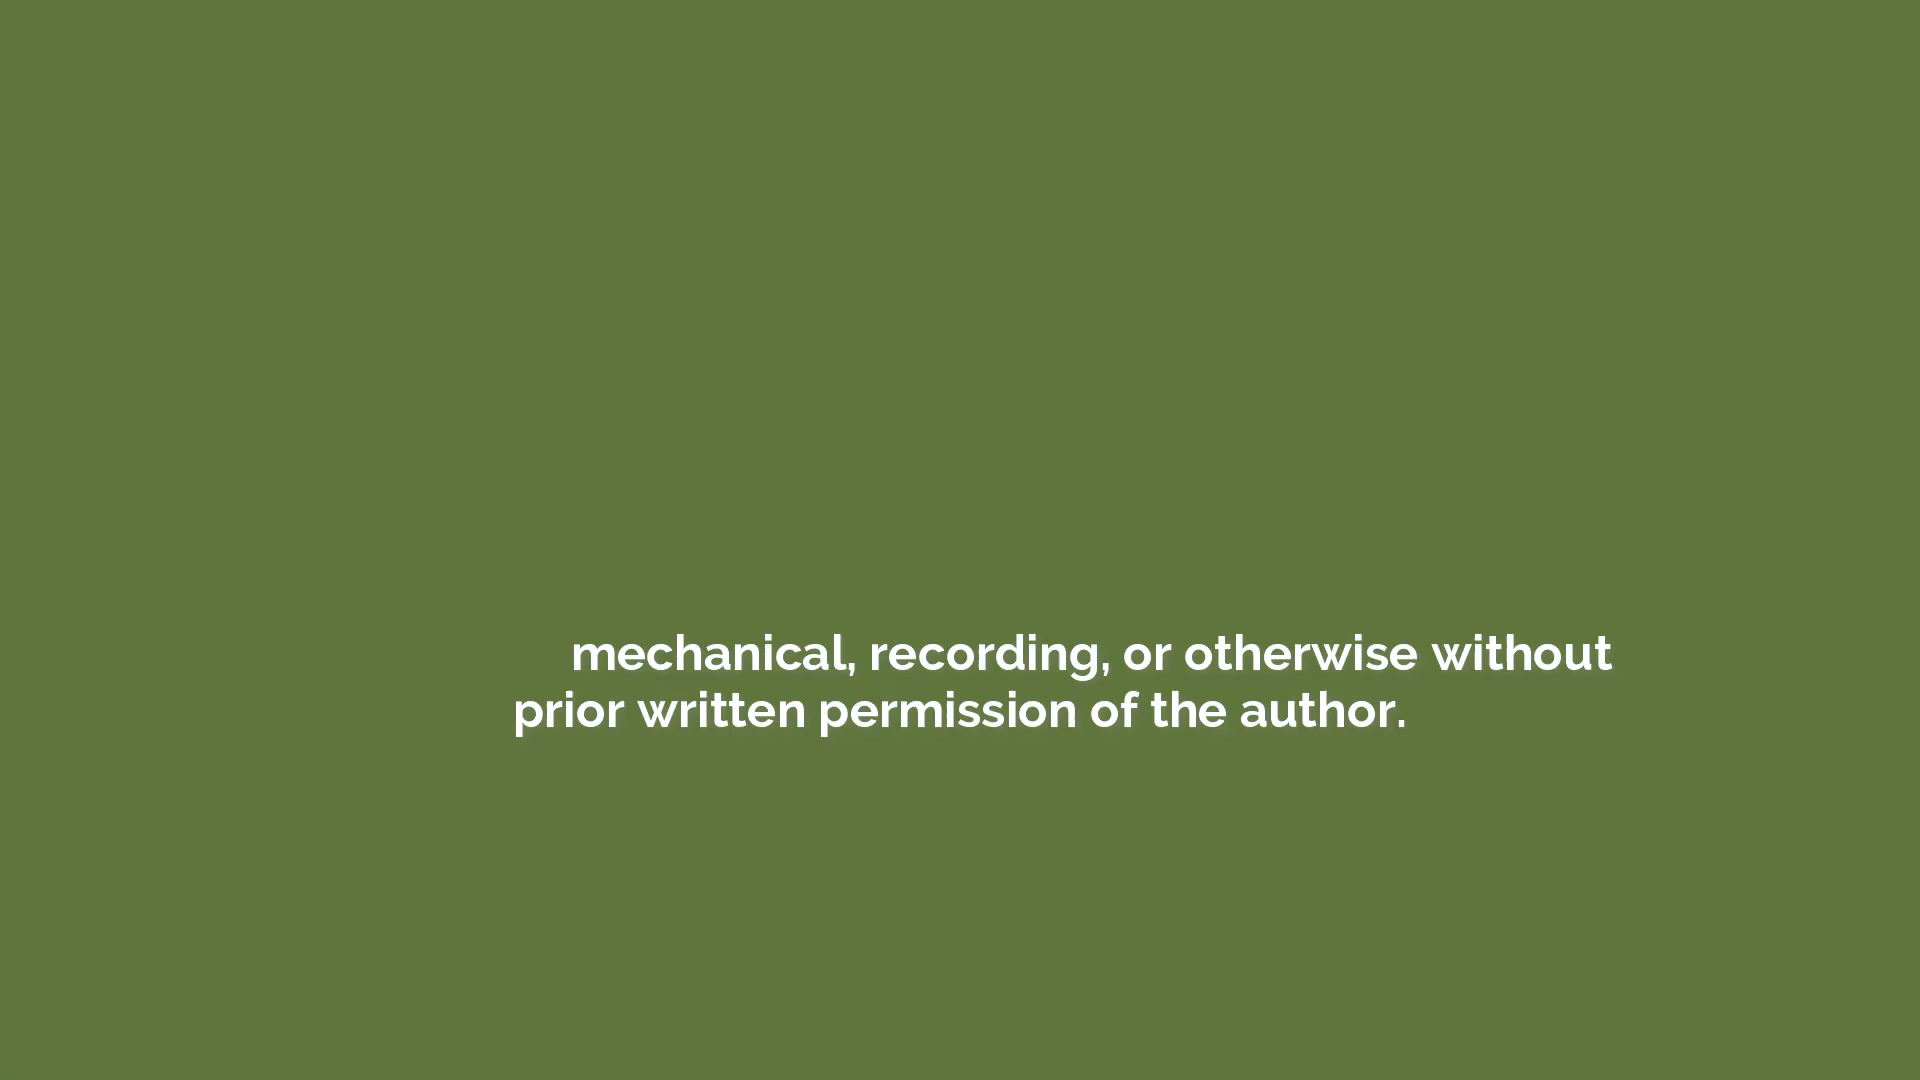 mechanical, recording, or otherwise without
prior written permission of the author.